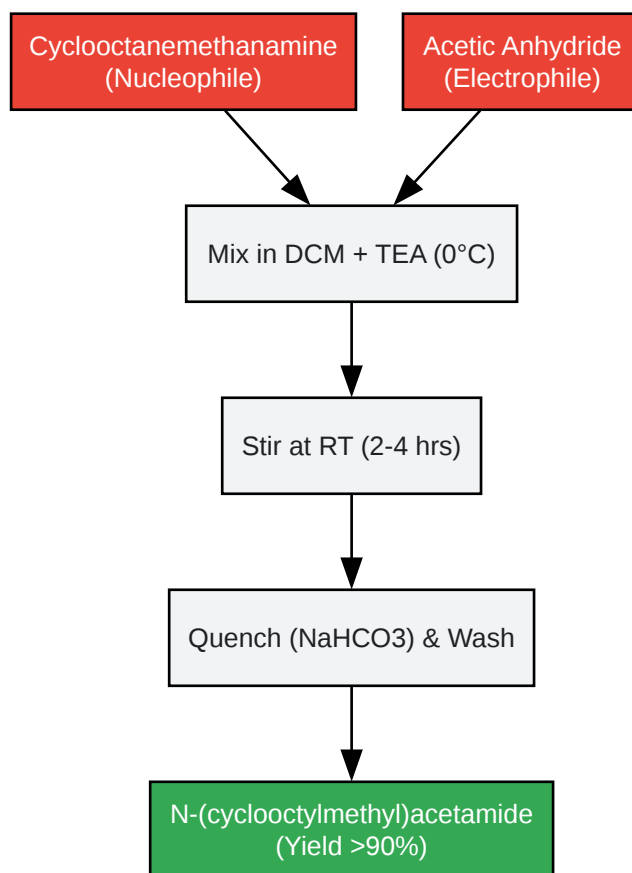 Cyclooctanemethanamine
(Nucleophile)
Acetic Anhydride
(Electrophile)
Mix in DCM + TEA (0°C)
Stir at RT (2-4 hrs)
Quench (NaHCO3) & Wash
N-(cyclooctylmethyl)acetamide
(Yield >90%)